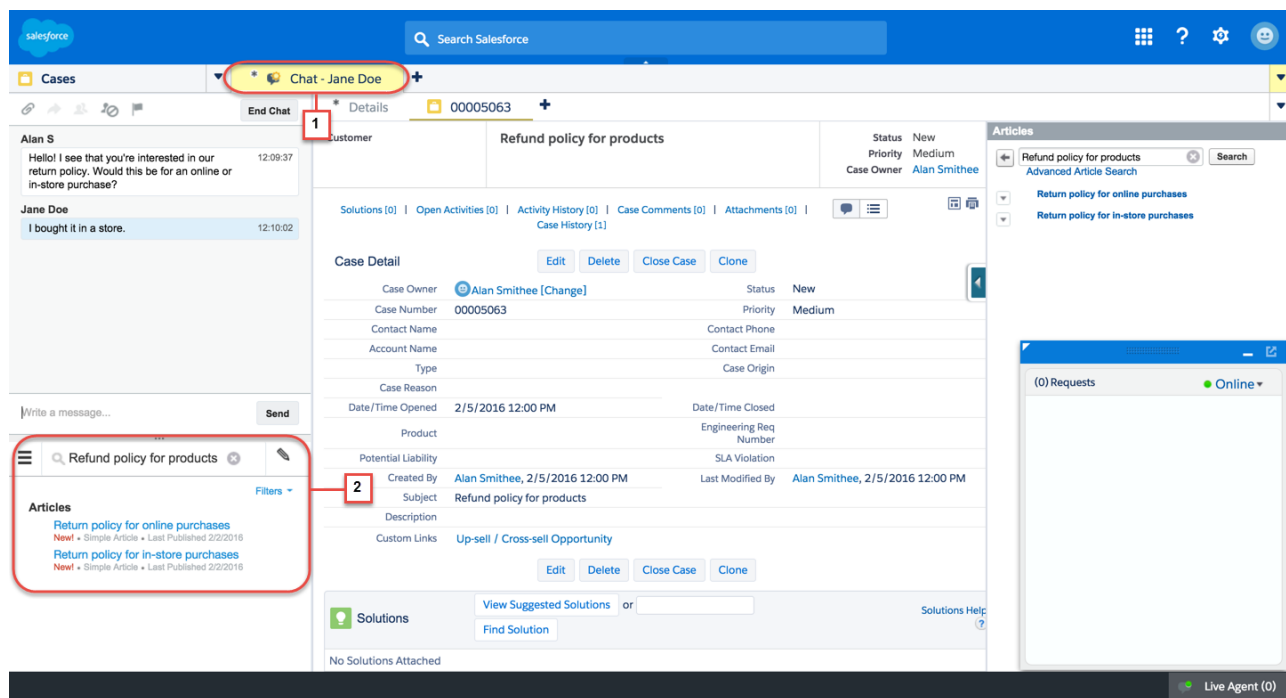 salesforce
Search Salesforce
Cases
* Chat - Jane Doe
End Chat
1
* Details
00005063
Alan S
Hello! I see that you're interested in our
return policy. Would this be for an online or
in-store purchase?
12:09:37
Jane Doe
I bought it in a store.
12:10:02
Write a message...
Send
Refund policy for products
Filters
2
Articles
Return policy for online purchases
New! • Simple Article • Last Published 2/2/2016
Return policy for in-store purchases
New! • Simple Article • Last Published 2/2/2016
Customer
Refund policy for products
Status New
Priority Medium
Case Owner Alan Smithee
Solutions [0] | Open Activities [0] | Activity History [0] | Case Comments [0] | Attachments [0] |
Case History [1]
Case Detail
Edit Delete Close Case Clone
Case Owner Alan Smithee [Change] Status New
Case Number 00005063 Priority Medium
Contact Name Contact Phone
Account Name Contact Email
Type Case Origin
Case Reason
Date/Time Opened 2/5/2016 12:00 PM Date/Time Closed
Product Engineering Req
Number
Potential Liability SLA Violation
Created By Alan Smithee, 2/5/2016 12:00 PM Last Modified By Alan Smithee, 2/5/2016 12:00 PM
Subject Refund policy for products
Description
Custom Links Up-sell / Cross-sell Opportunity
Edit Delete Close Case Clone
Solutions
View Suggested Solutions or
Find Solution
Solutions Help
?
No Solutions Attached
Articles
Refund policy for products
Search
Advanced Article Search
Return policy for online purchases
Return policy for in-store purchases
(0) Requests
Online
Live Agent (0)